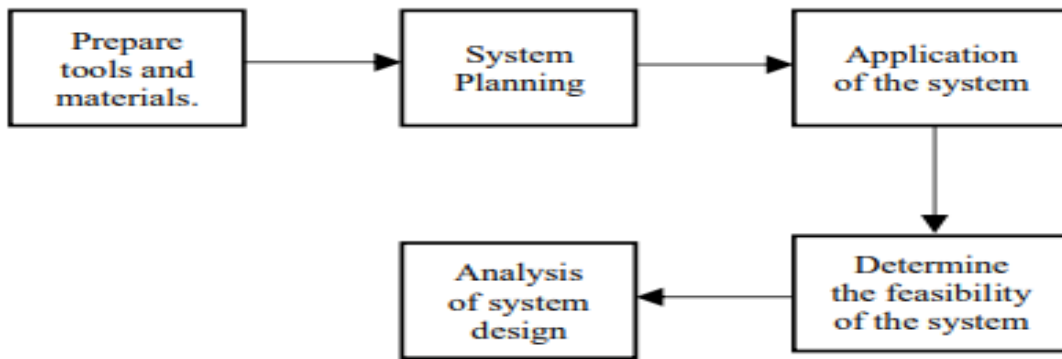 Prepare
tools and
materials.
System
Planning
Application
of the system
Determine
the feasibility
of the system
Analysis
of system
design